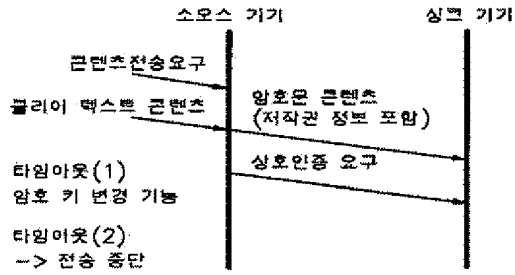 소오스 기기
싱크 기기
콘텐츠전송요구
클리어 텍스트 콘텐츠
암호문 콘텐츠
(저작권 정보 포함)
상호인증 요구
타임아웃(1)
암호 키 변경 기능
타임아웃(2)
-> 전송 중단